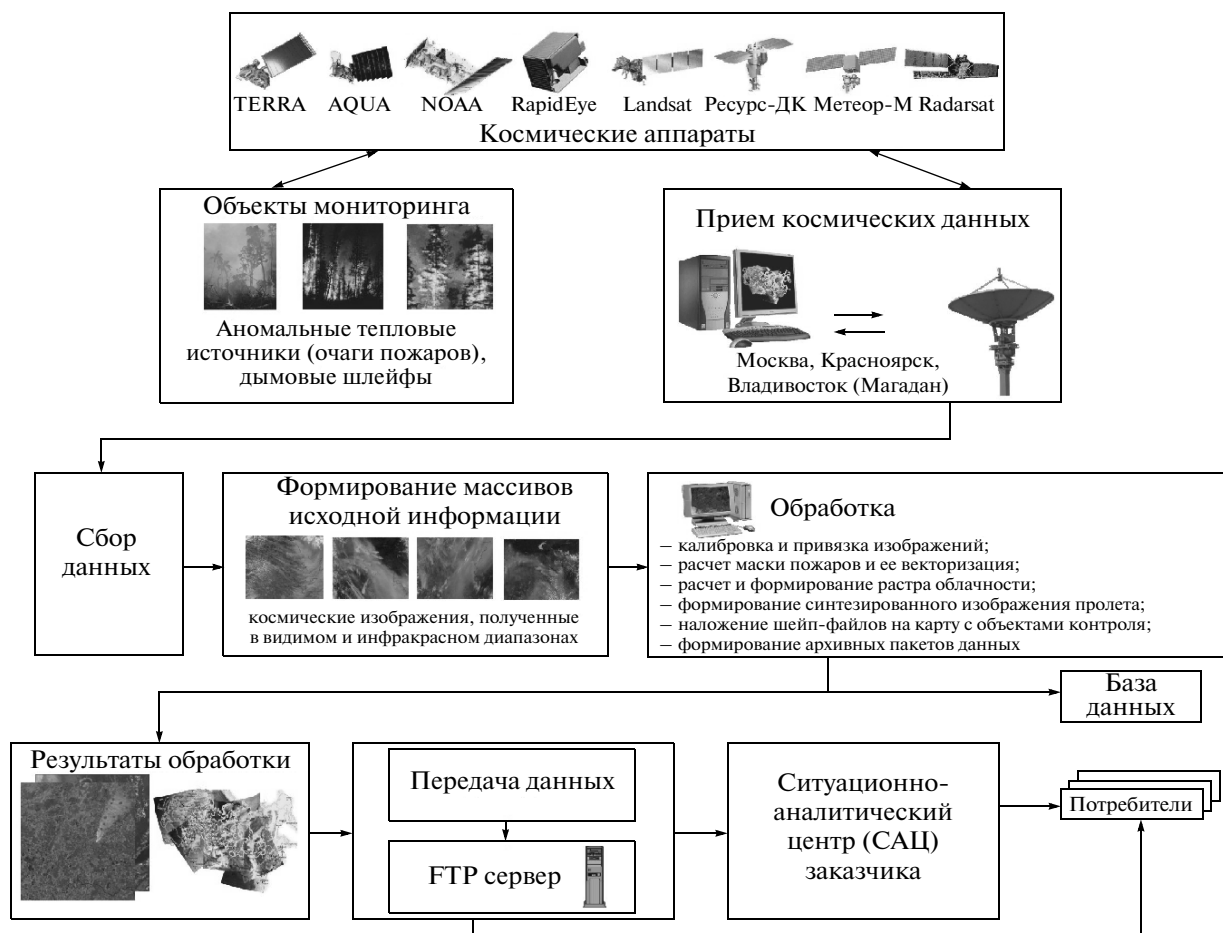 TERRA AQUA NOAA RapidEye Landsat Ресурс-ДК Метеор-М Radarsat
Космические аппараты
Объекты мониторинга
Аномальные тепловые
источники (очаги пожаров),
дымовые шлейфы
Прием космических данных
Москва, Красноярск,
Владивосток (Магадан)
Сбор
данных
Формирование массивов
исходной информации
космические изображения, полученные
в видимом и инфракрасном диапазонах
Обработка
– калибровка и привязка изображений;
– расчет маски пожаров и ее векторизация;
– расчет и формирование растра облачности;
– формирование синтезированного изображения пролета;
– наложение шейп-файлов на карту с объектами контроля;
– формирование архивных пакетов данных
База
данных
Результаты обработки
Передача данных
FTP сервер
Ситуационно-
аналитический
центр (САЦ)
заказчика
Потребители